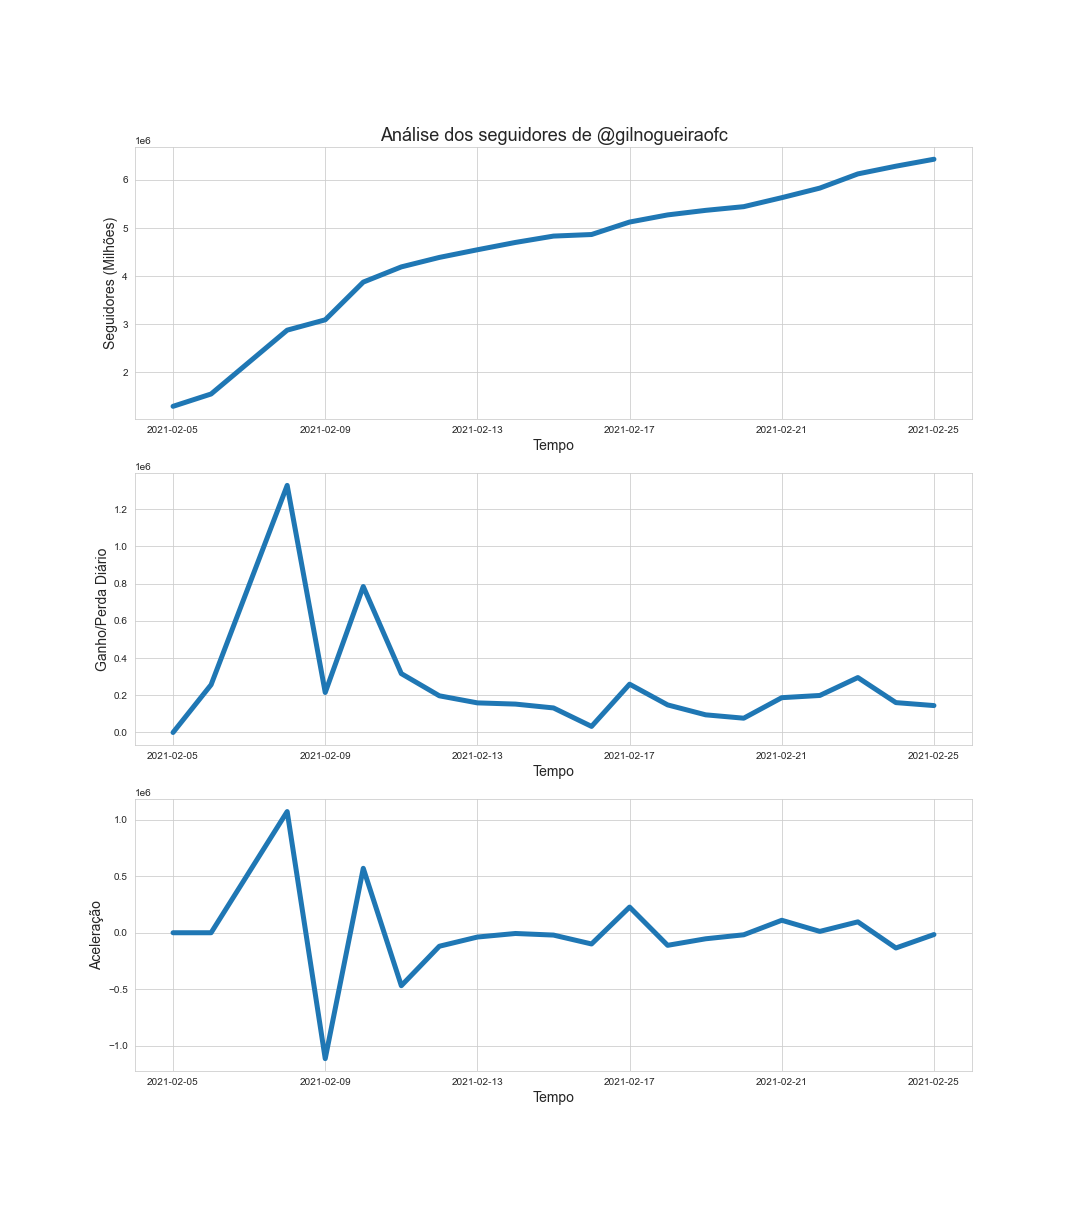 Análise dos seguidores de @gilnogueiraofc
1e6
Seguidores (Milhões)
6
5
4
3
2
2021-02-05 2021-02-09 2021-02-13 2021-02-17 2021-02-21 2021-02-25
Tempo
1e6
Ganho/Perda Diário
1.2
1.0
0.8
0.6
0.4
0.2
0.0
2021-02-05 2021-02-09 2021-02-13 2021-02-17 2021-02-21 2021-02-25
Tempo
1e6
Aceleração
1.0
0.5
0.0
−0.5
−1.0
2021-02-05 2021-02-09 2021-02-13 2021-02-17 2021-02-21 2021-02-25
Tempo